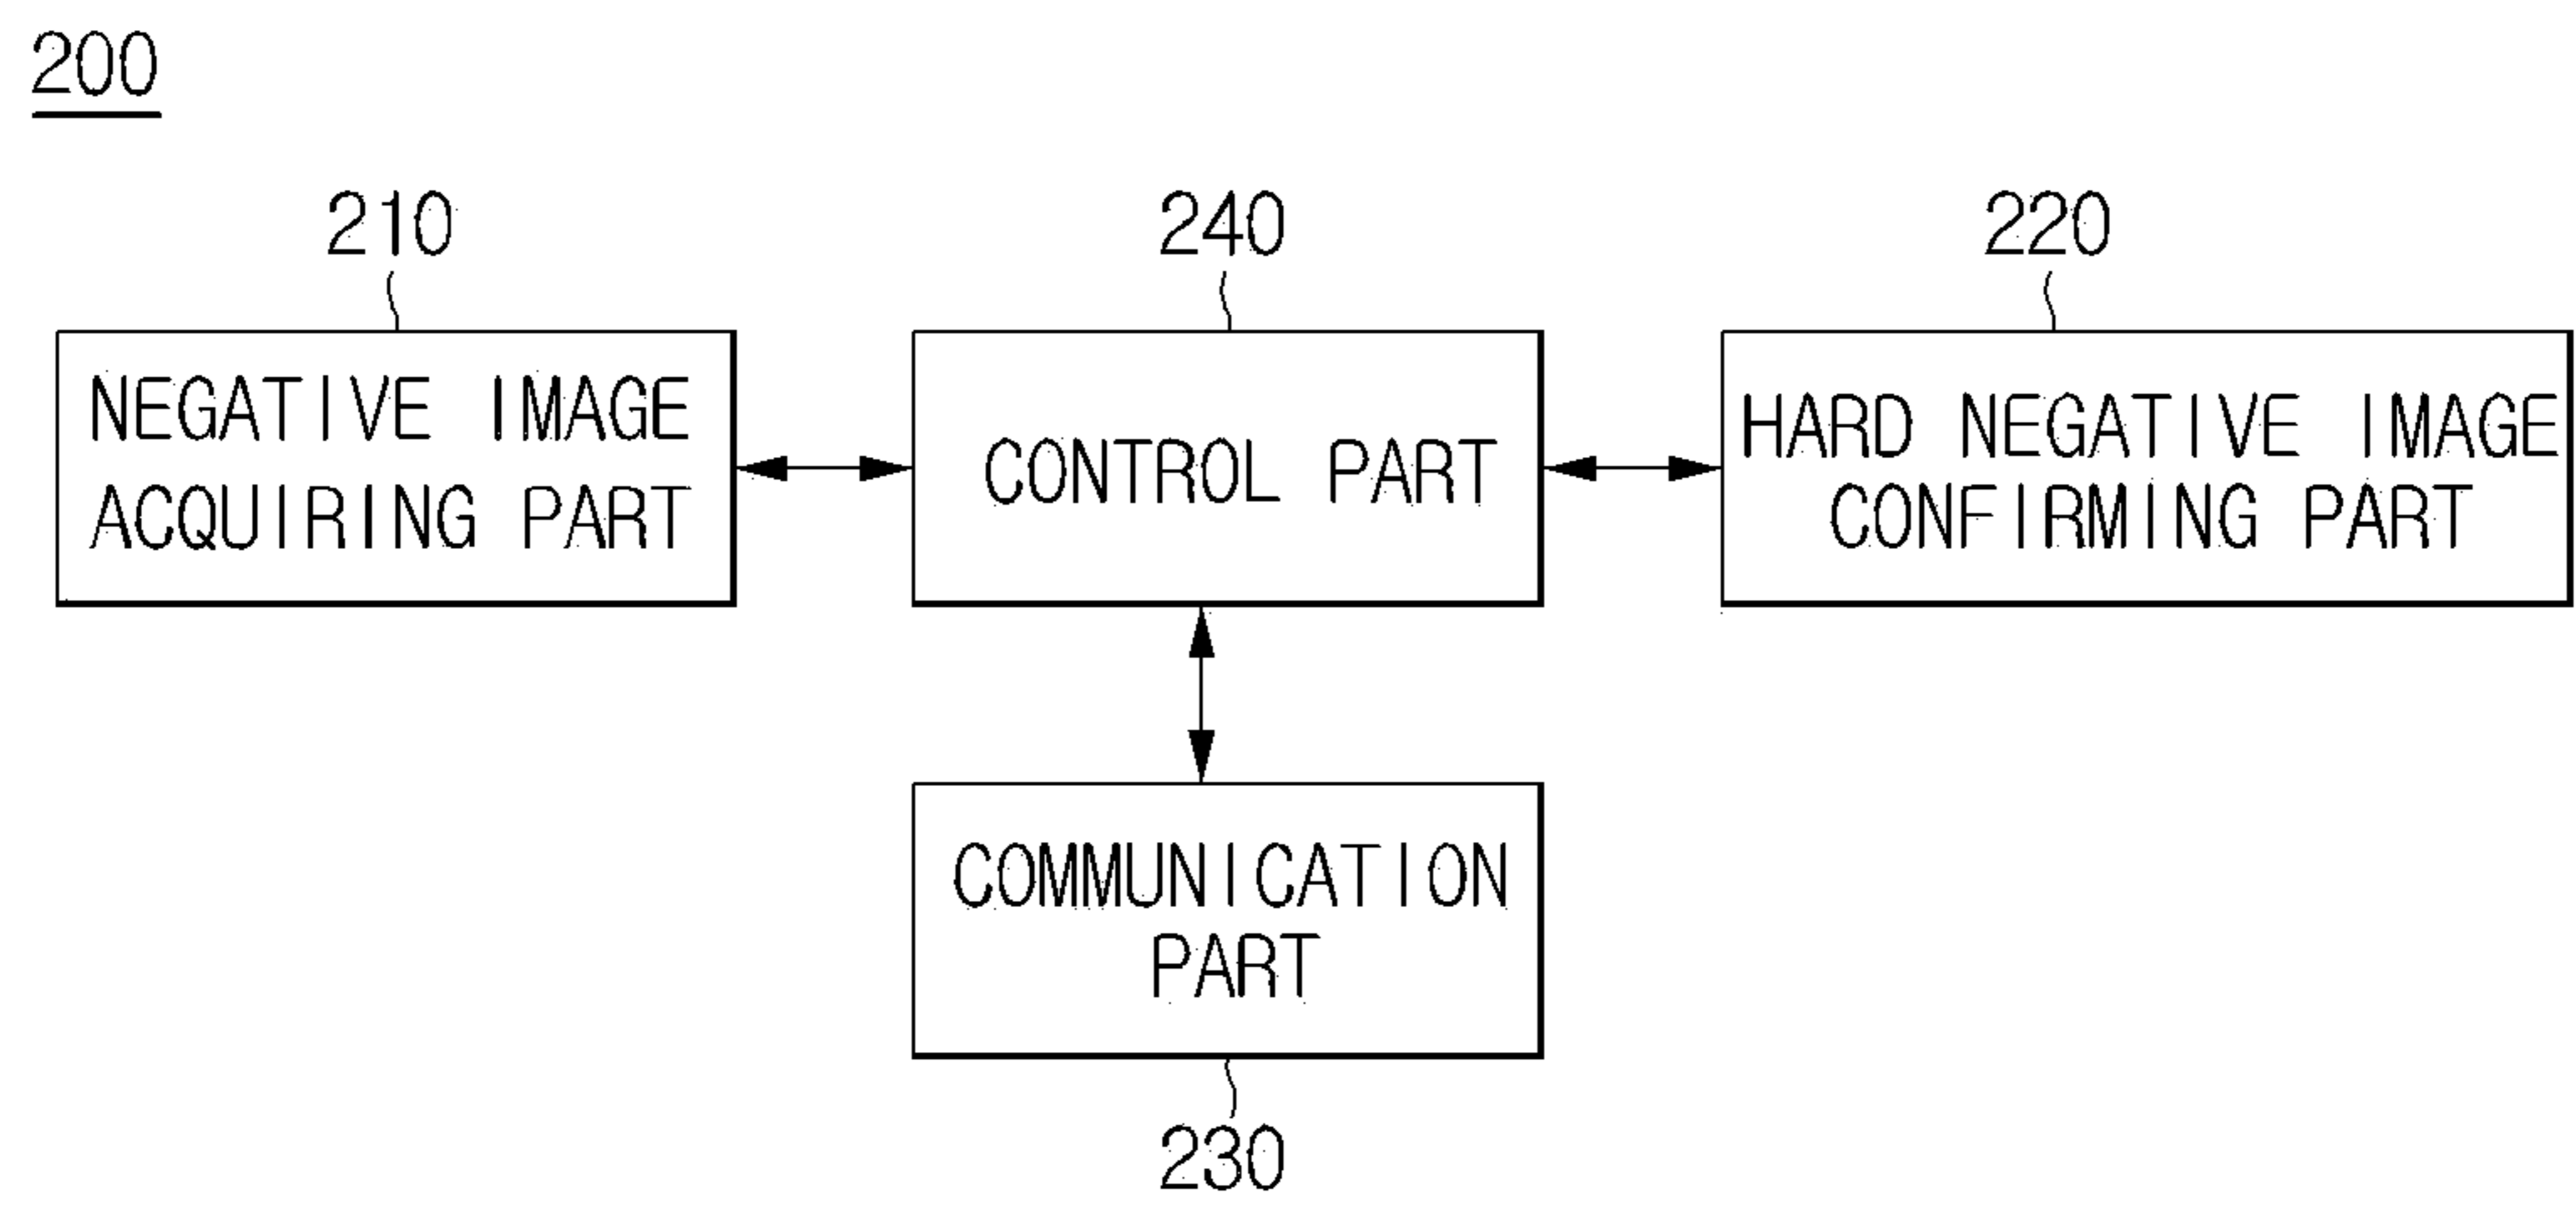 200
210
240
220
NEGATIVE IMAGE
ACQUIRING PART
CONTROL PART
HARD NEGATIVE IMAGE
CONFIRMING PART
COMMUNICATION
PART
230